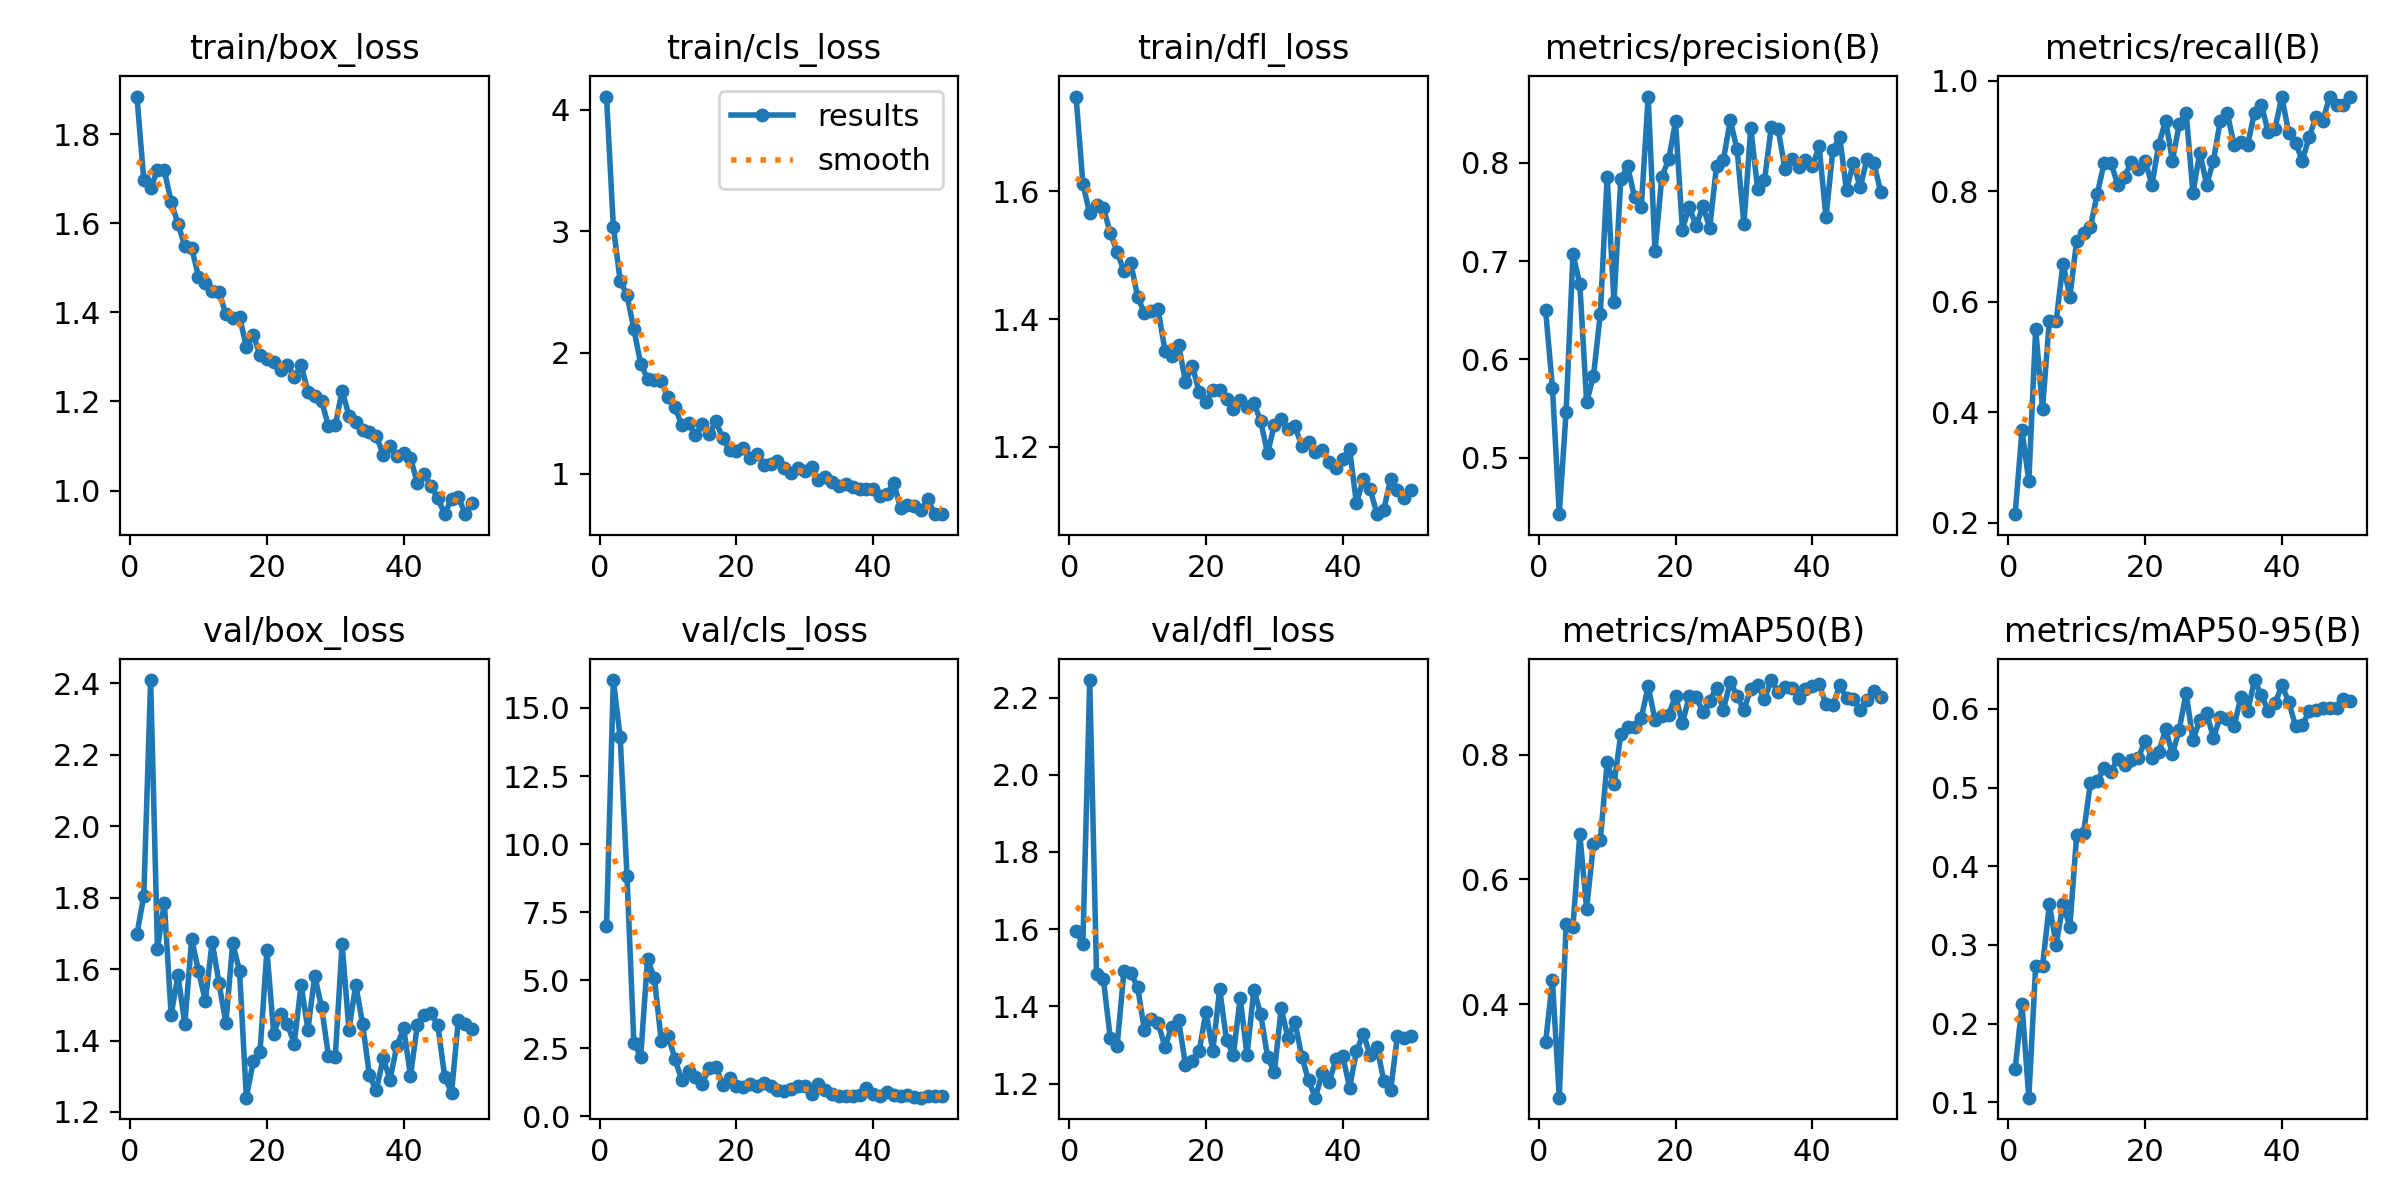 train/box_loss
1.8
1.6
1.4
1.2
1.0
0 20 40
train/cls_loss
results
smooth
4
3
2
1
0 20 40
train/dfl_loss
1.6
1.4
1.2
0 20 40
metrics/precision(B)
0.8
0.7
0.6
0.5
0 20 40
metrics/recall(B)
1.0
0.8
0.6
0.4
0.2
0 20 40
val/box_loss
2.4
2.2
2.0
1.8
1.6
1.4
1.2
0 20 40
val/cls_loss
15.0
12.5
10.0
7.5
5.0
2.5
0.0
0 20 40
val/dfl_loss
2.2
2.0
1.8
1.6
1.4
1.2
0 20 40
metrics/mAP50(B)
0.8
0.6
0.4
0 20 40
metrics/mAP50-95(B)
0.6
0.5
0.4
0.3
0.2
0.1
0 20 40